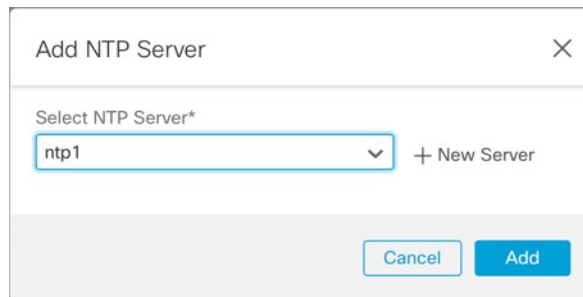 Add NTP Server
Select NTP Server*
ntp1
+ New Server
Cancel
Add